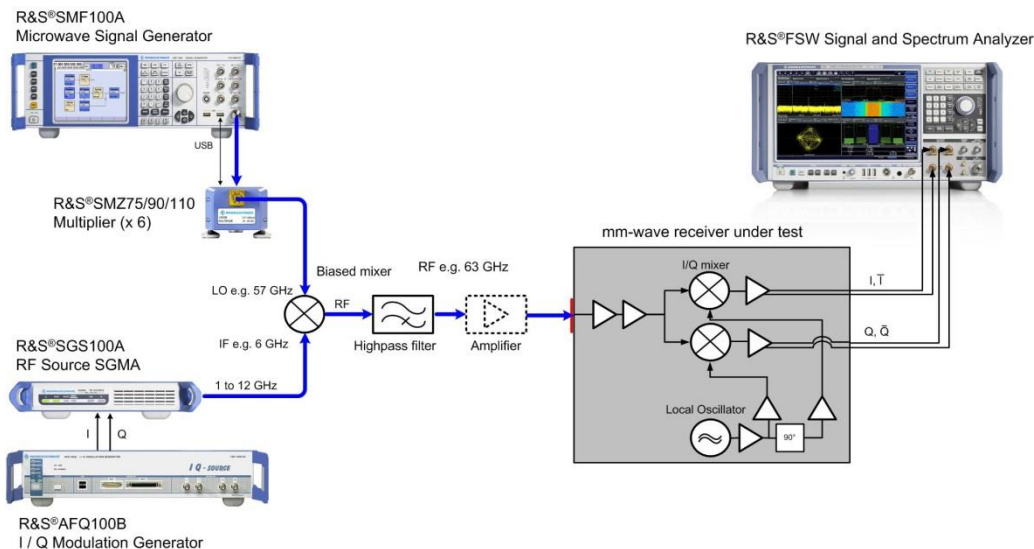 R&S®SMF100A
Microwave Signal Generator
R&S®FSW Signal and Spectrum Analyzer
USB
R&S®SMZ75/90/110
Multiplier (x 6)
mm-wave receiver under test
Biased mixer
RF e.g. 63 GHz
I/Q mixer
LO e.g. 57 GHz
RF
I, I̅
IF e.g. 6 GHz
Highpass filter
Amplifier
Q, Q̅
R&S®SGS100A
RF Source SGMA
1 to 12 GHz
Local Oscillator
90°
I
Q
I Q - SOURCE
R&S®AFQ100B
I / Q Modulation Generator